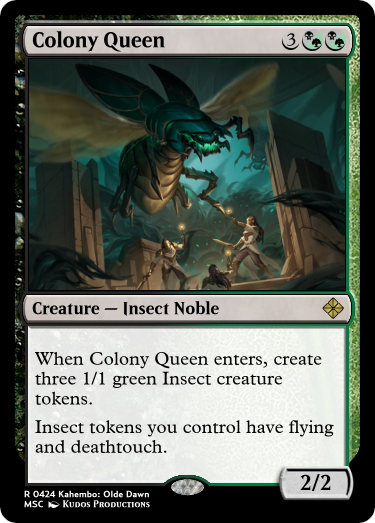 Colony Queen 3
Creature — Insect Noble
When Colony Queen enters, create
three 1/1 green Insect creature
tokens.
Insect tokens you control have flying
and deathtouch.
2/2
R 0424 Kahembo: Olde Dawn
MSC Kudos Productions